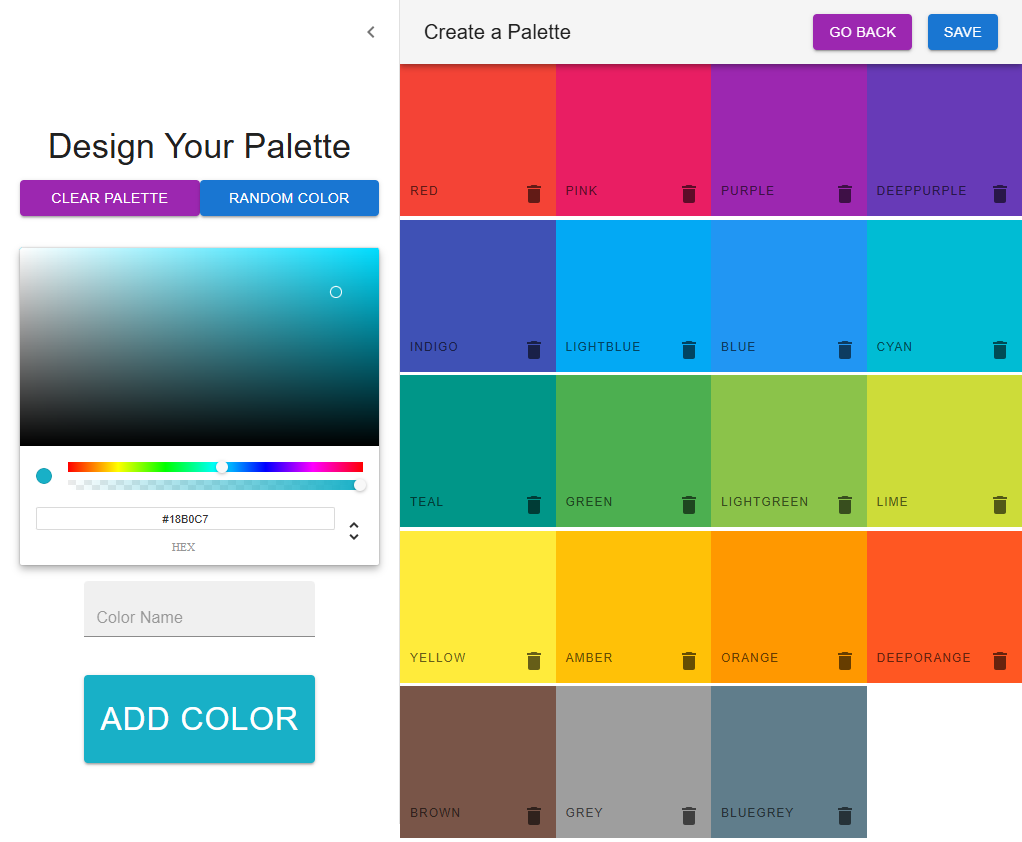 Create a Palette
GO BACK
SAVE
Design Your Palette
CLEAR PALETTE
RANDOM COLOR
#18B0C7
HEX
Color Name
ADD COLOR
RED
PINK
PURPLE
DEEPPURPLE
INDIGO
LIGHTBLUE
BLUE
CYAN
TEAL
GREEN
LIGHTGREEN
LIME
YELLOW
AMBER
ORANGE
DEEPORANGE
BROWN
GREY
BLUEGREY